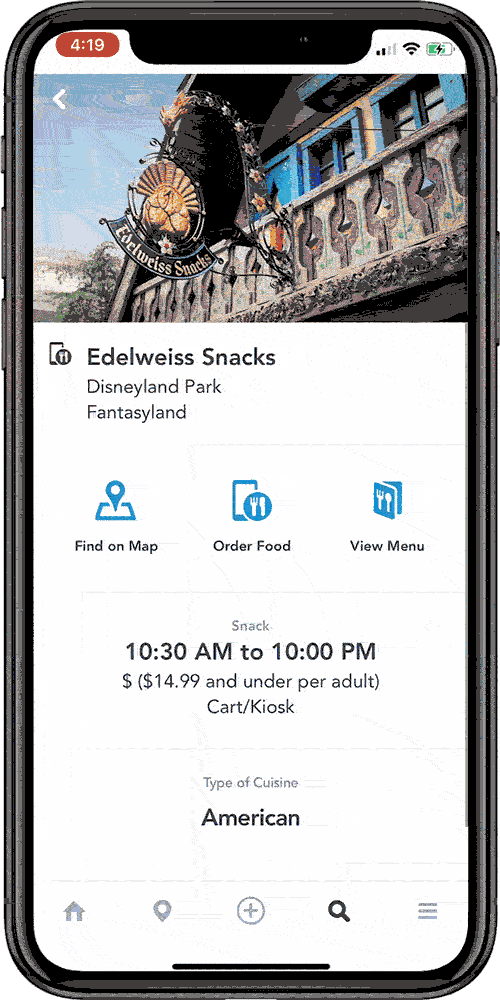 4:19
Edelweiss Snacks
Edelweiss Snacks
Disneyland Park
Fantasyland
Find on Map
Order Food
View Menu
Snack
10:30 AM to 10:00 PM
$ ($14.99 and under per adult)
Cart/Kiosk
Type of Cuisine
American